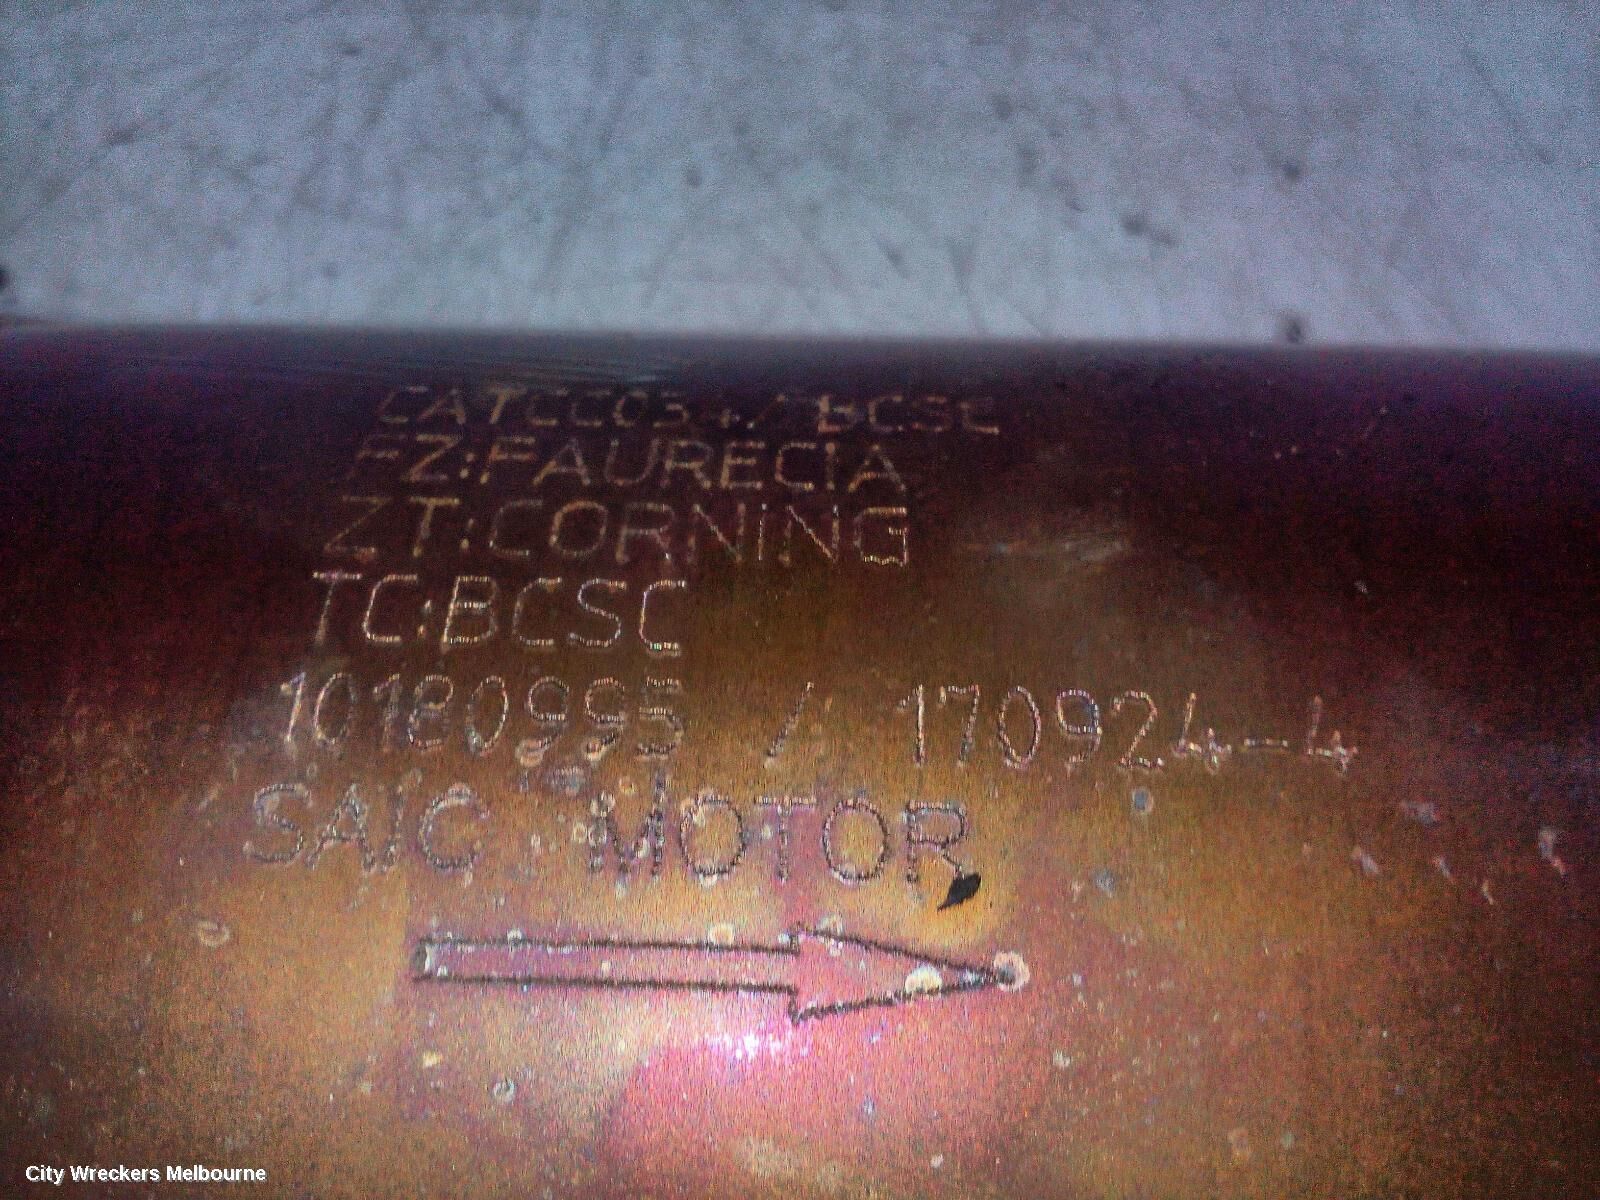 FZ:FAURECIA
ZT:CORNING
TC:BCSC
10180995 / 170924-4
SAIC MOTOR
City Wreckers Melbourne